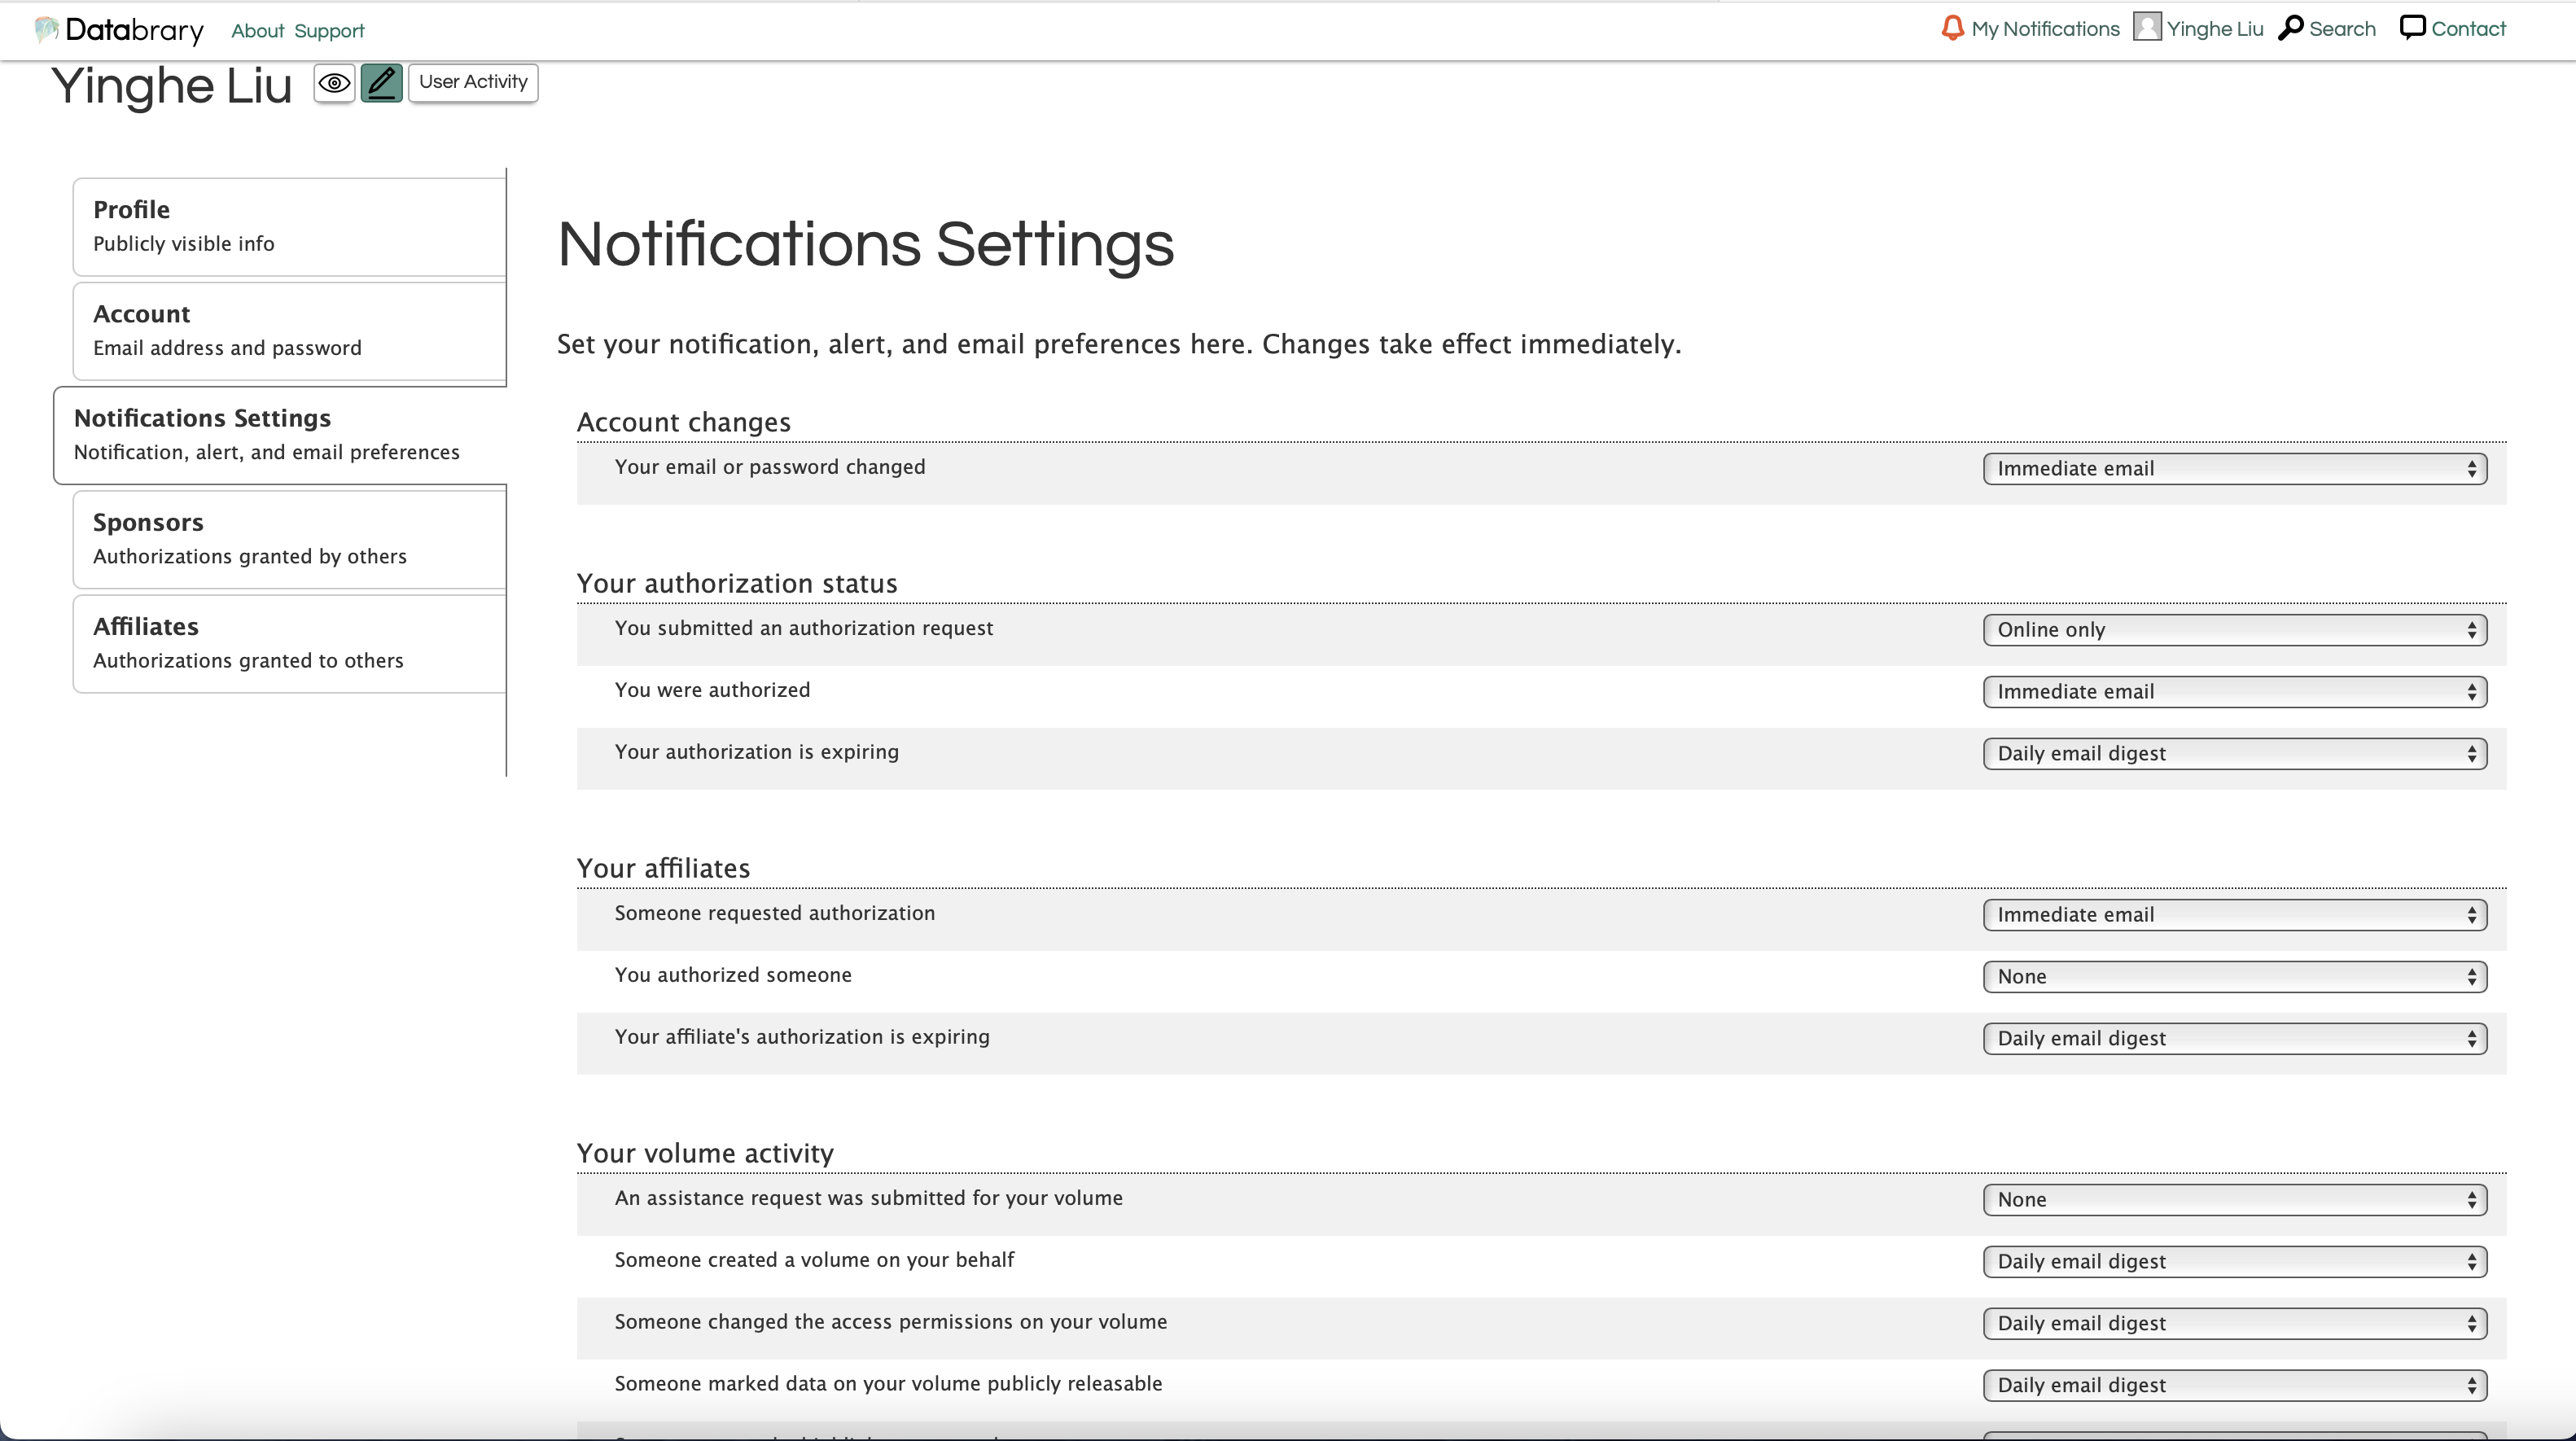 Databrary About Support My Notifications Yinghe Liu Search Contact
Yinghe Liu User Activity
Profile
Publicly visible info
Account
Email address and password
Notifications Settings
Notification, alert, and email preferences
Sponsors
Authorizations granted by others
Affiliates
Authorizations granted to others
Notifications Settings
Set your notification, alert, and email preferences here. Changes take effect immediately.
Account changes
Your email or password changed Immediate email
Your authorization status
You submitted an authorization request Online only
You were authorized Immediate email
Your authorization is expiring Daily email digest
Your affiliates
Someone requested authorization Immediate email
You authorized someone None
Your affiliate's authorization is expiring Daily email digest
Your volume activity
An assistance request was submitted for your volume None
Someone created a volume on your behalf Daily email digest
Someone changed the access permissions on your volume Daily email digest
Someone marked data on your volume publicly releasable Daily email digest